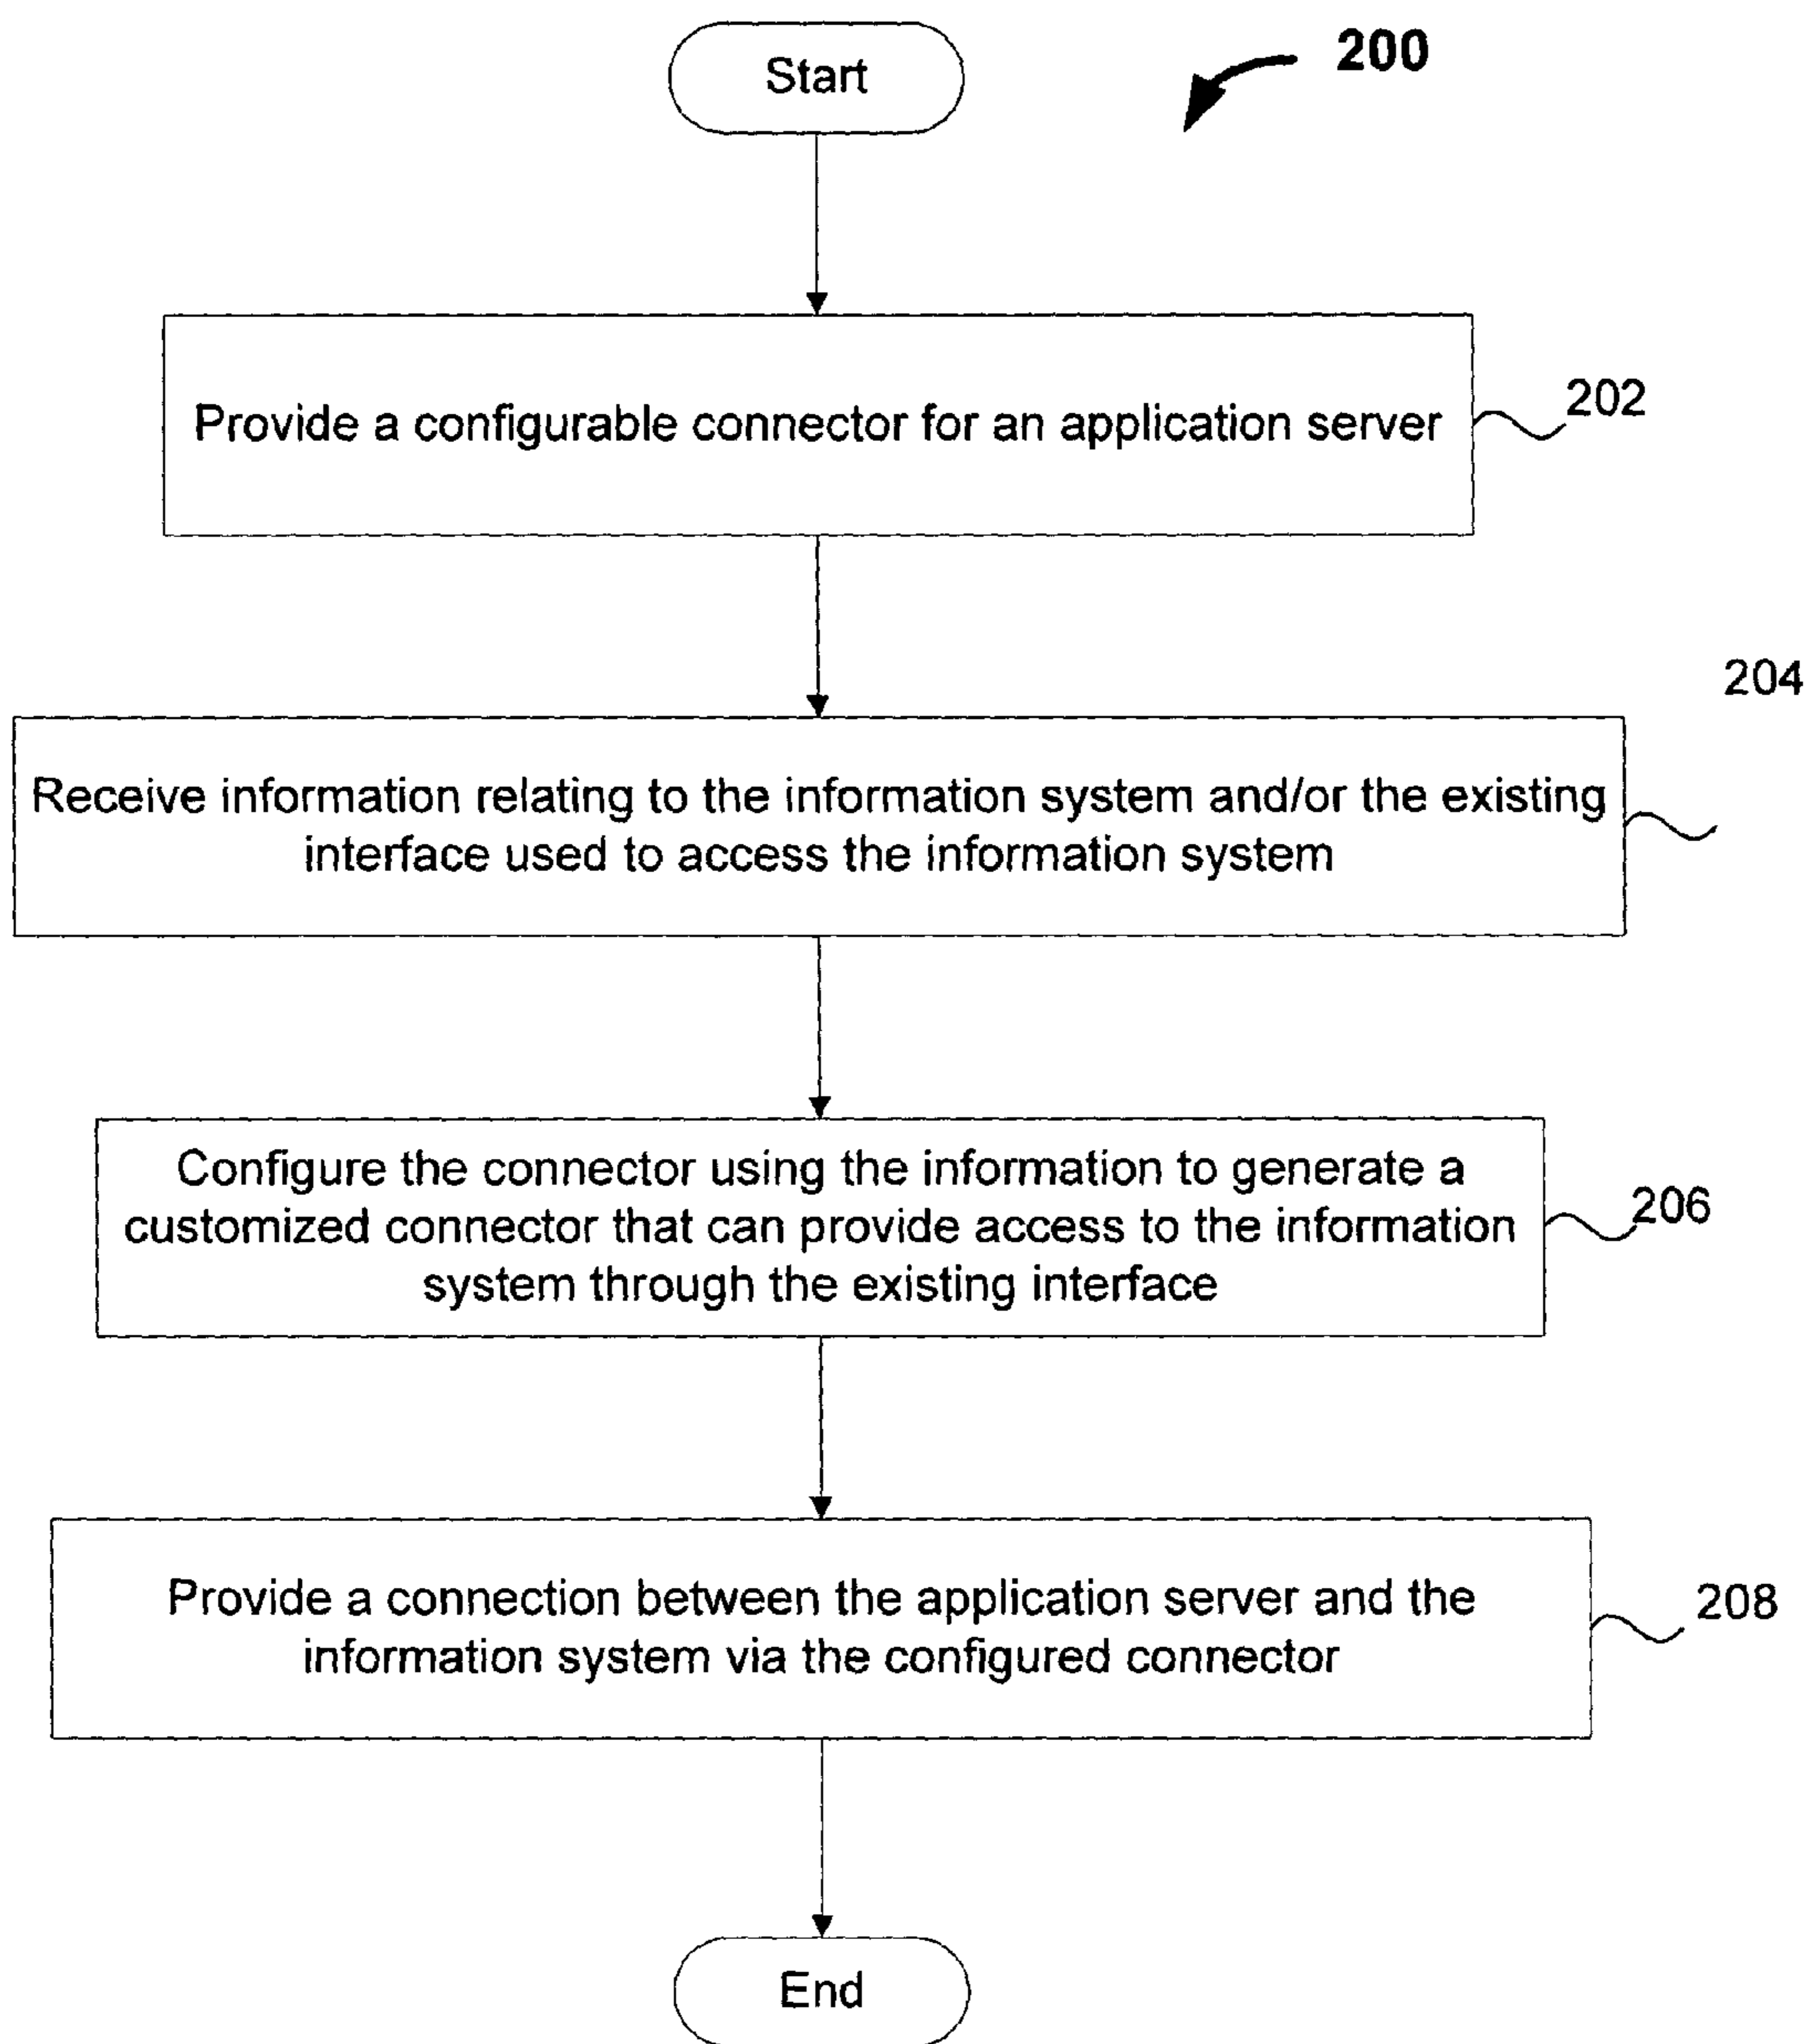 Start
200
Provide a configurable connector for an application server
202
204
Receive information relating to the information system and/or the existing
interface used to access the information system
Configure the connector using the information to generate a
customized connector that can provide access to the information
system through the existing interface
206
Provide a connection between the application server and the
information system via the configured connector
208
End